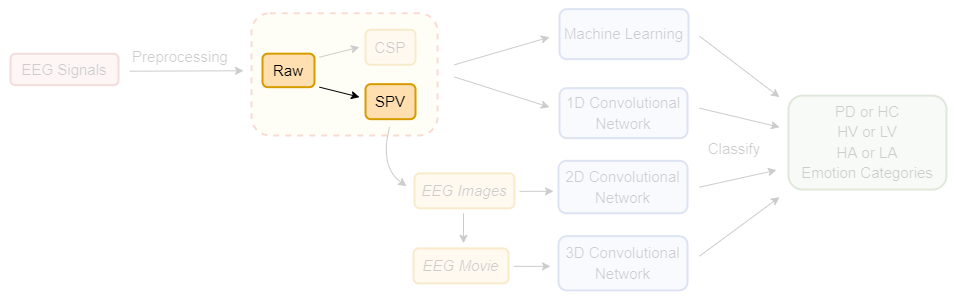 EEG Signals
Preprocessing
Raw
CSP
SPV
EEG Images
EEG Movie
Machine Learning
1D Convolutional
Network
2D Convolutional
Network
3D Convolutional
Network
Classify
PD or HC
HV or LV
HA or LA
Emotion Categories